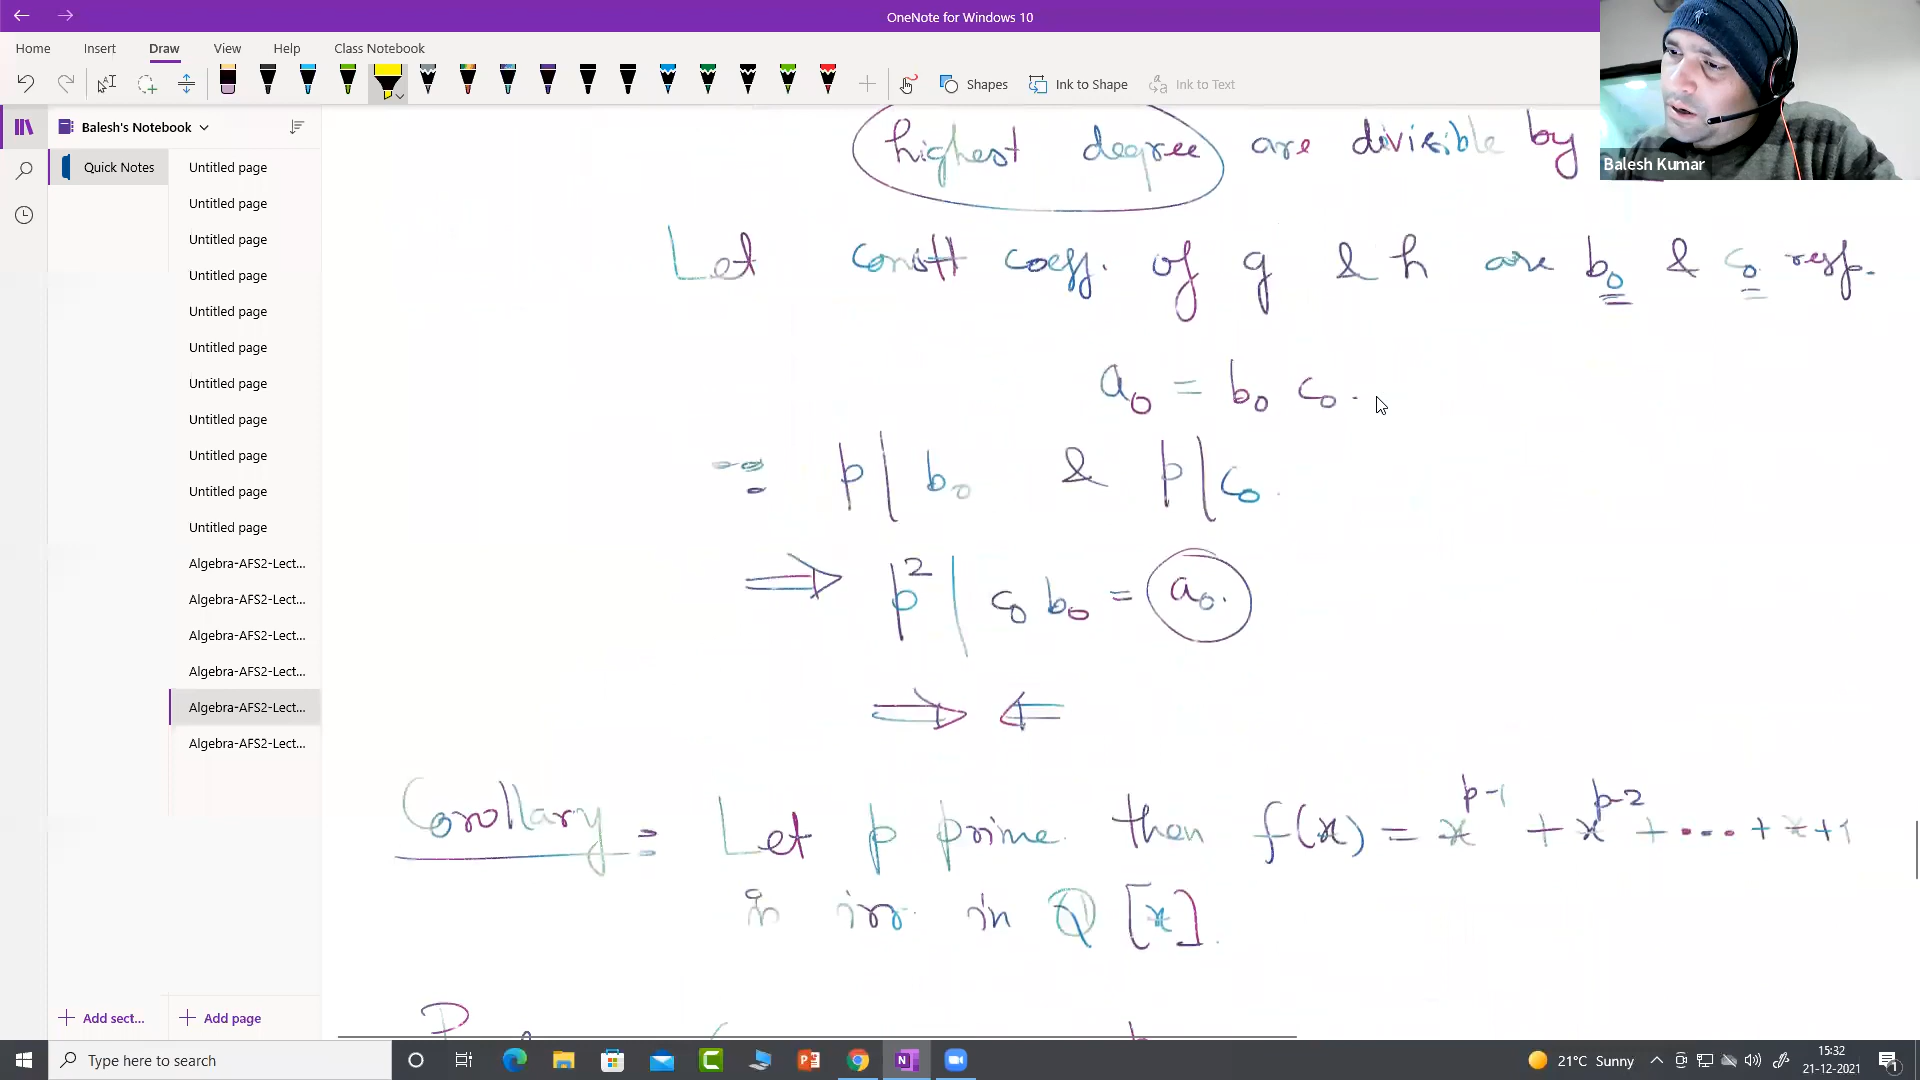 OneNote for Windows 10
Home Insert Draw View Help Class Notebook
Shapes Ink to Shape Ink to Text
Balesh's Notebook
Quick Notes
Untitled page
Untitled page
Untitled page
Untitled page
Untitled page
Untitled page
Untitled page
Untitled page
Untitled page
Untitled page
Untitled page
Algebra-AFS2-Lect...
Algebra-AFS2-Lect...
Algebra-AFS2-Lect...
Algebra-AFS2-Lect...
Algebra-AFS2-Lect...
Algebra-AFS2-Lect...
Add sect... Add page
Balesh Kumar
highest degree are divisible by
Let constt coeff. of g & h are b₀ & c₀ resp.
a₀ = b₀ c₀.
p | b₀ & p | c₀.
⟹ p² | c₀ b₀ = a₀.
⟹ ⟸
Corollary = Let p prime. then f(x) = x^{p-1} + x^{p-2} + ... + x + 1
is irr. in Q [x].
Type here to search
21°C Sunny
15:32
21-12-2021